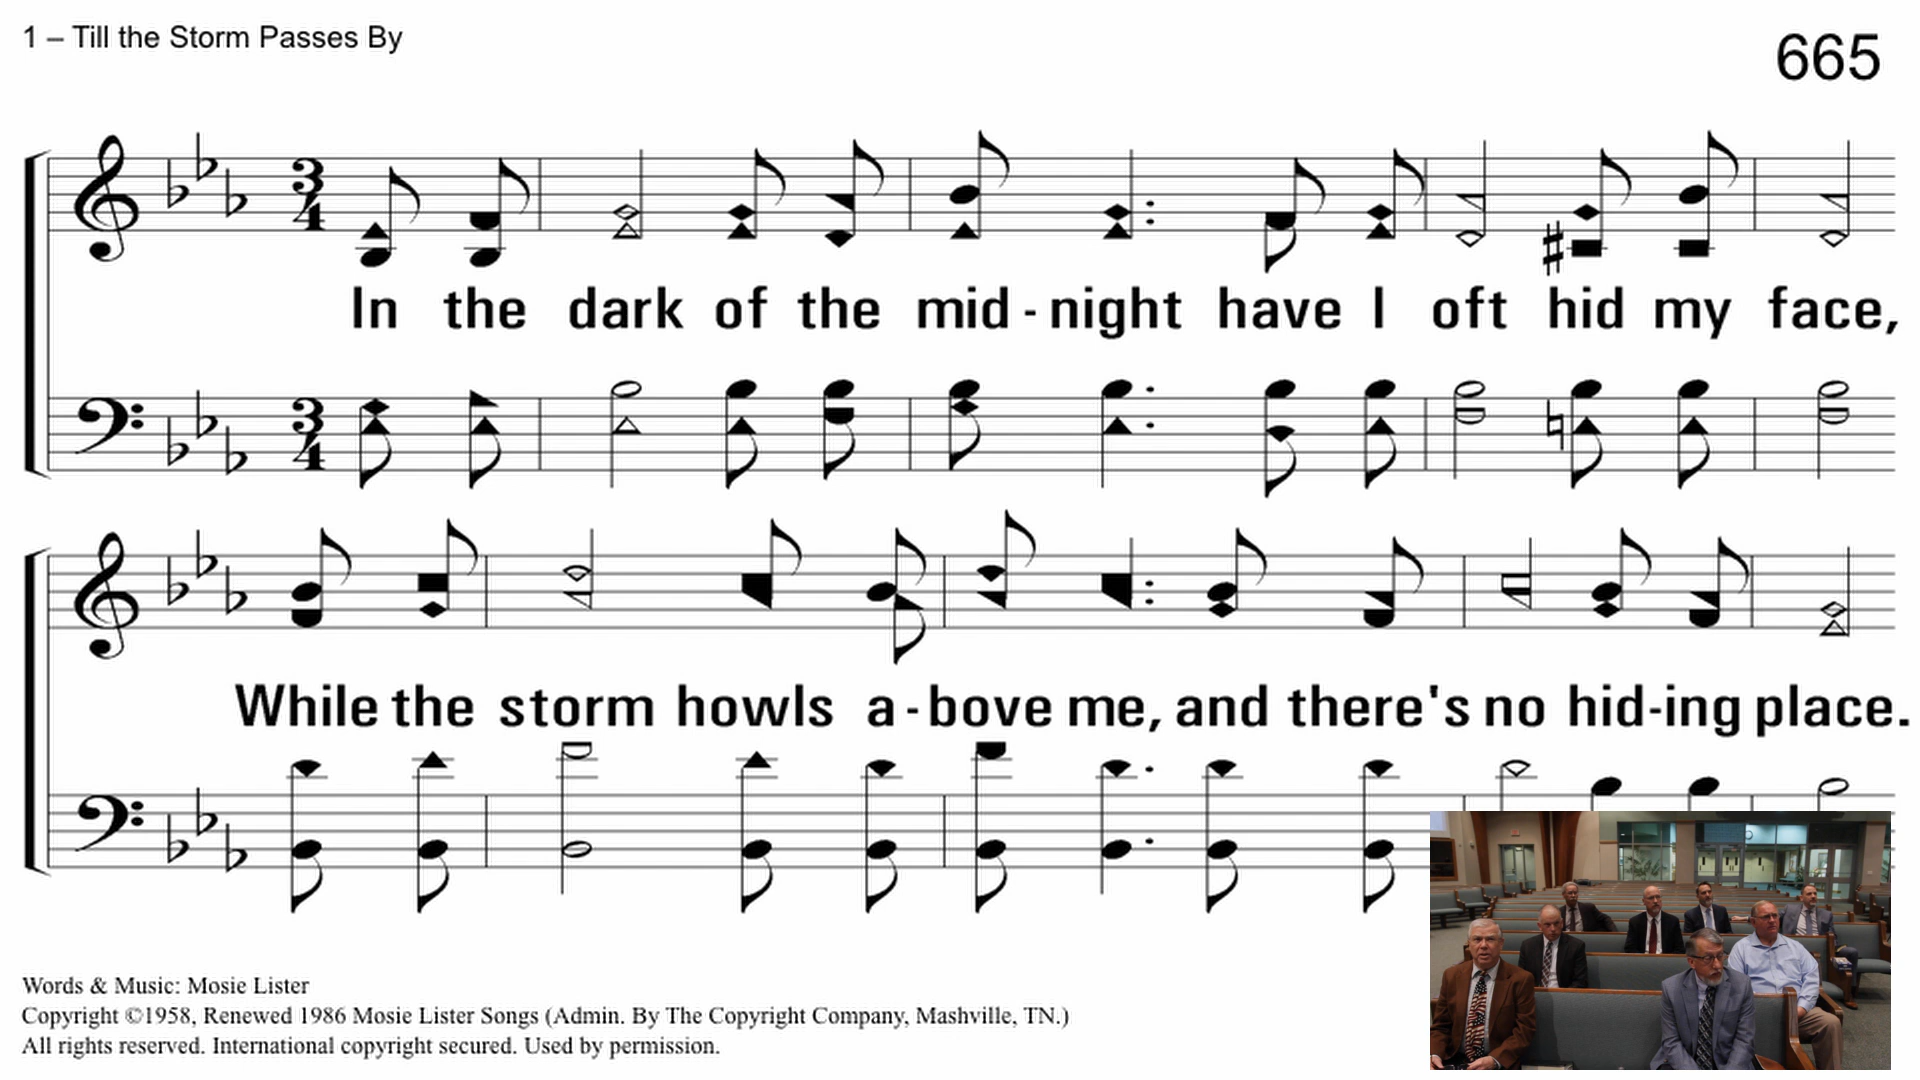 1 – Till the Storm Passes By
665
In the dark of the mid - night have I oft hid my face,
While the storm howls a - bove me, and there's no hid-ing place.
Words & Music: Mosie Lister
Copyright ©1958, Renewed 1986 Mosie Lister Songs (Admin. By The Copyright Company, Mashville, TN.)
All rights reserved. International copyright secured. Used by permission.